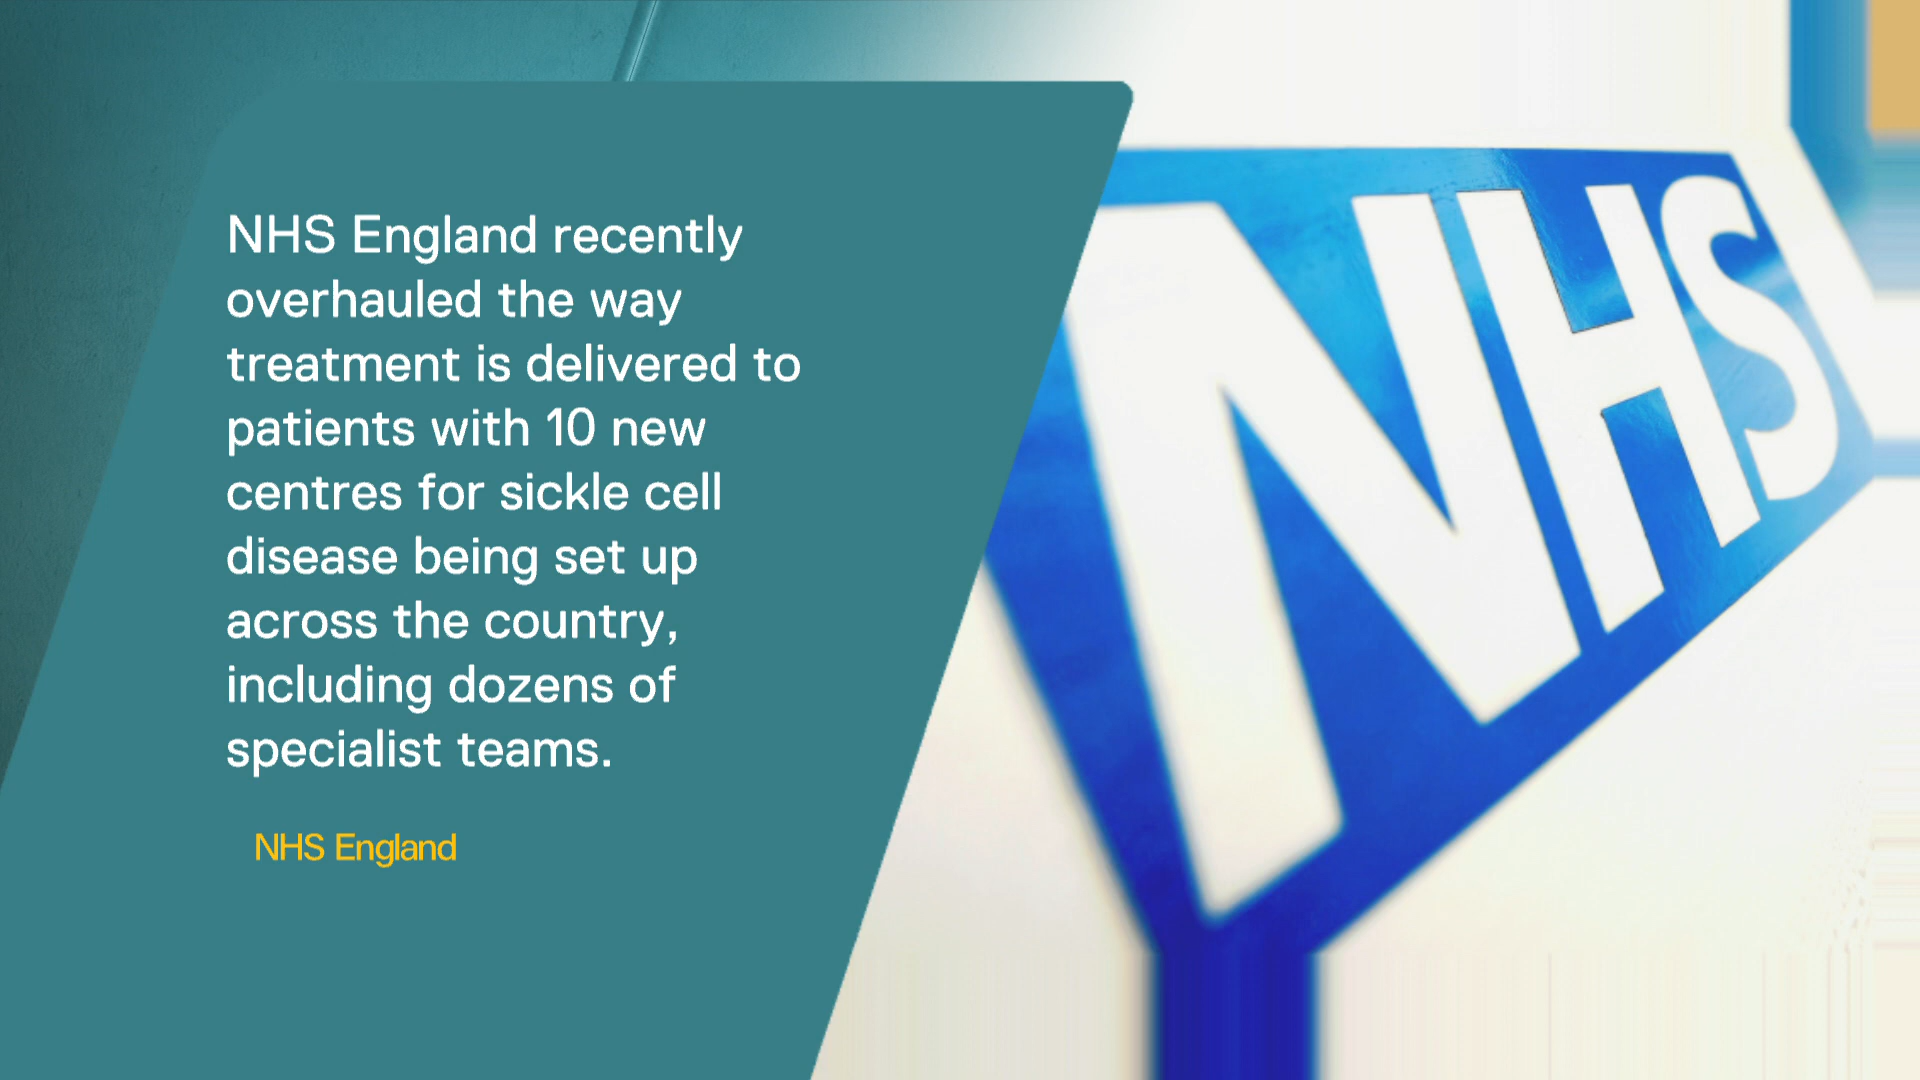 NHS England recently
overhauled the way
treatment is delivered to
patients with 10 new
centres for sickle cell
disease being set up
across the country,
including dozens of
specialist teams.
NHS England
NHS